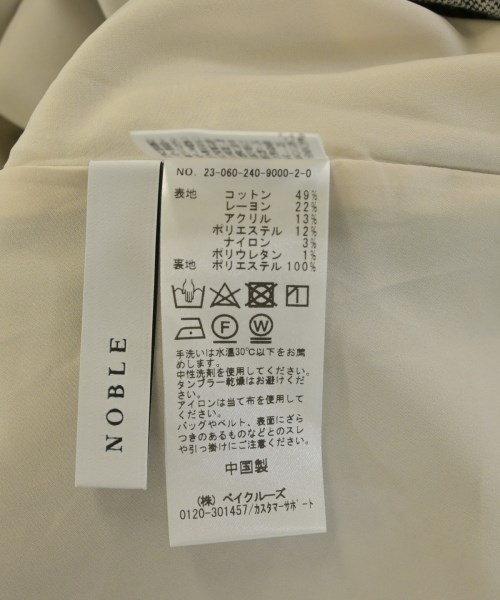 NOBLE
NO. 23-060-240-9000-2-0
表地 コットン 49%
レーヨン 22%
アクリル 13%
ポリエステル 12%
ナイロン 3%
ポリウレタン 1%
裏地 ポリエステル 100%
F W
手洗いは水温30℃以下をお薦
めします。
中性洗剤を使用してください。
タンブラー乾燥はお避けくださ
い。
アイロンは当て布を使用して
ください。
バッグやベルト、表面にざら
つきのあるものなどとのスレ
や引っ掛けにご注意ください。
中国製
(株) ベイクルーズ
0120-301457/カスタマーサポート